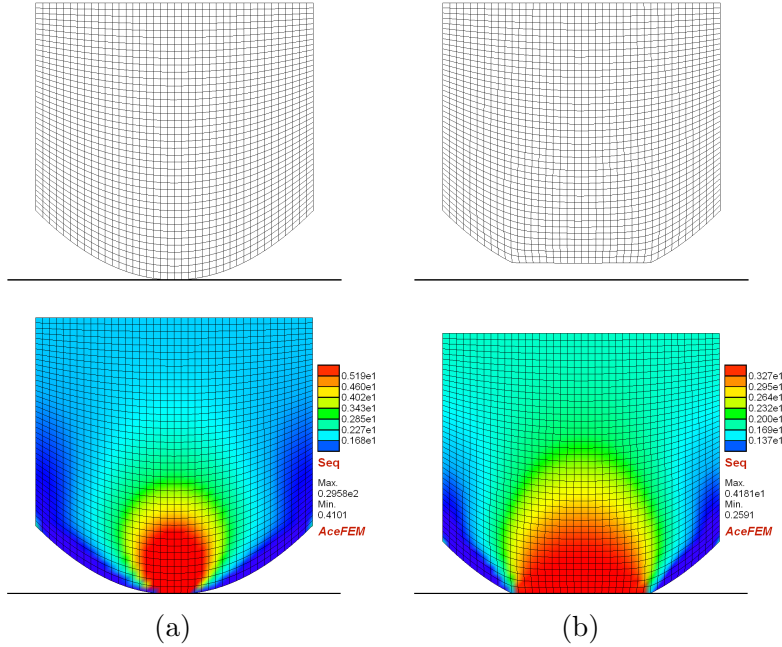 0.519e1
0.460e1
0.402e1
0.343e1
0.285e1
0.227e1
0.168e1
Seq
Max.
0.2958e2
Min.
0.4101
AceFEM
0.327e1
0.295e1
0.264e1
0.232e1
0.200e1
0.169e1
0.137e1
Seq
Max.
0.4181e1
Min.
0.2591
AceFEM
(a)
(b)